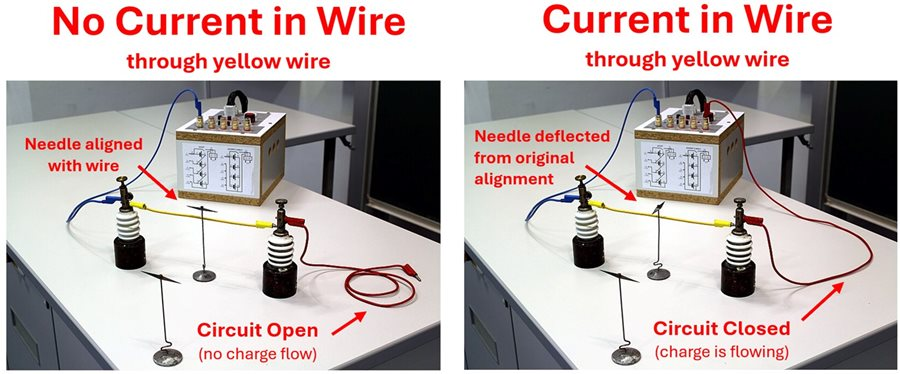 No Current in Wire
through yellow wire
Needle aligned
with wire
Circuit Open
(no charge flow)
Current in Wire
through yellow wire
Needle deflected
from original
alignment
Circuit Closed
(charge is flowing)